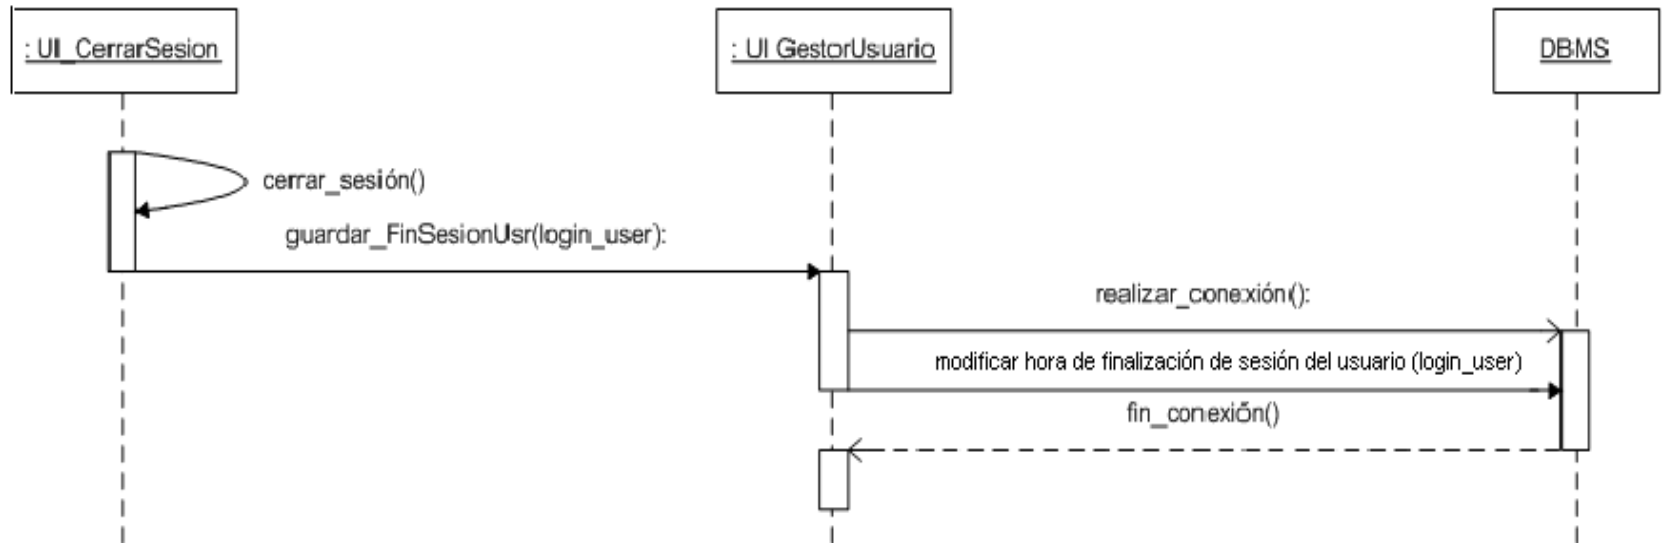 : UI_CerrarSesion
: UI GestorUsuario
DBMS
cerrar_sesión()
guardar_FinSesionUsr(login_user):
realizar_conexión():
modificar hora de finalización de sesión del usuario (login_user)
fin_conexión()